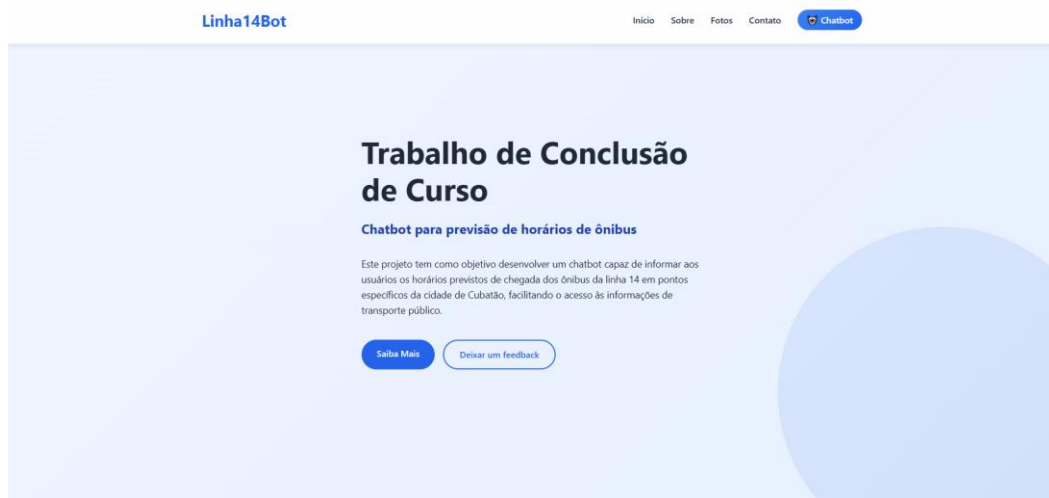 Linha14Bot
Inicio Sobre Fotos Contato Chatbot
Trabalho de Conclusão
de Curso
Chatbot para previsão de horários de ônibus
Este projeto tem como objetivo desenvolver um chatbot capaz de informar aos
usuários os horários previstos de chegada dos ônibus da linha 14 em pontos
específicos da cidade de Cubatão, facilitando o acesso às informações de
transporte público.
Saiba Mais Deixar um feedback